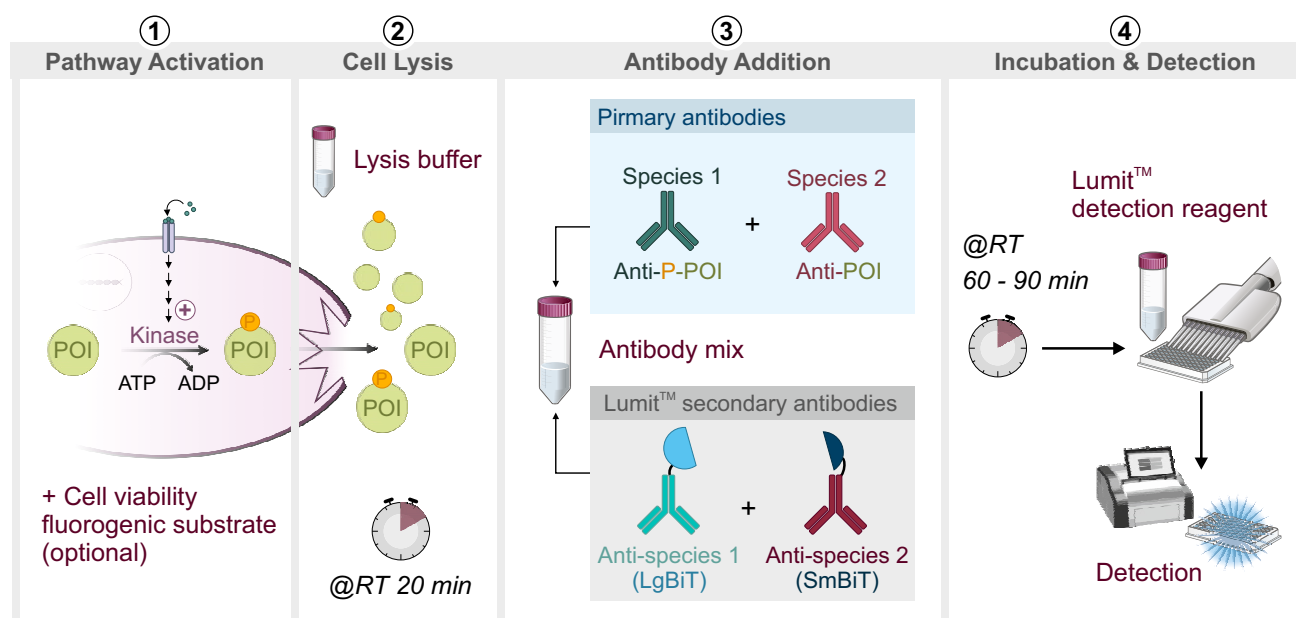 1
Pathway Activation
POI
Kinase
+
P
POI
ATP
ADP
+ Cell viability
fluorogenic substrate
(optional)
2
Cell Lysis
Lysis buffer
P
POI
P
POI
@RT 20 min
3
Antibody Addition
Pirmary antibodies
Species 1
Species 2
+
Anti-P-POI
Anti-POI
Antibody mix
Lumit™ secondary antibodies
+
Anti-species 1
(LgBiT)
Anti-species 2
(SmBiT)
4
Incubation & Detection
Lumit™
detection reagent
@RT
60 - 90 min
Detection